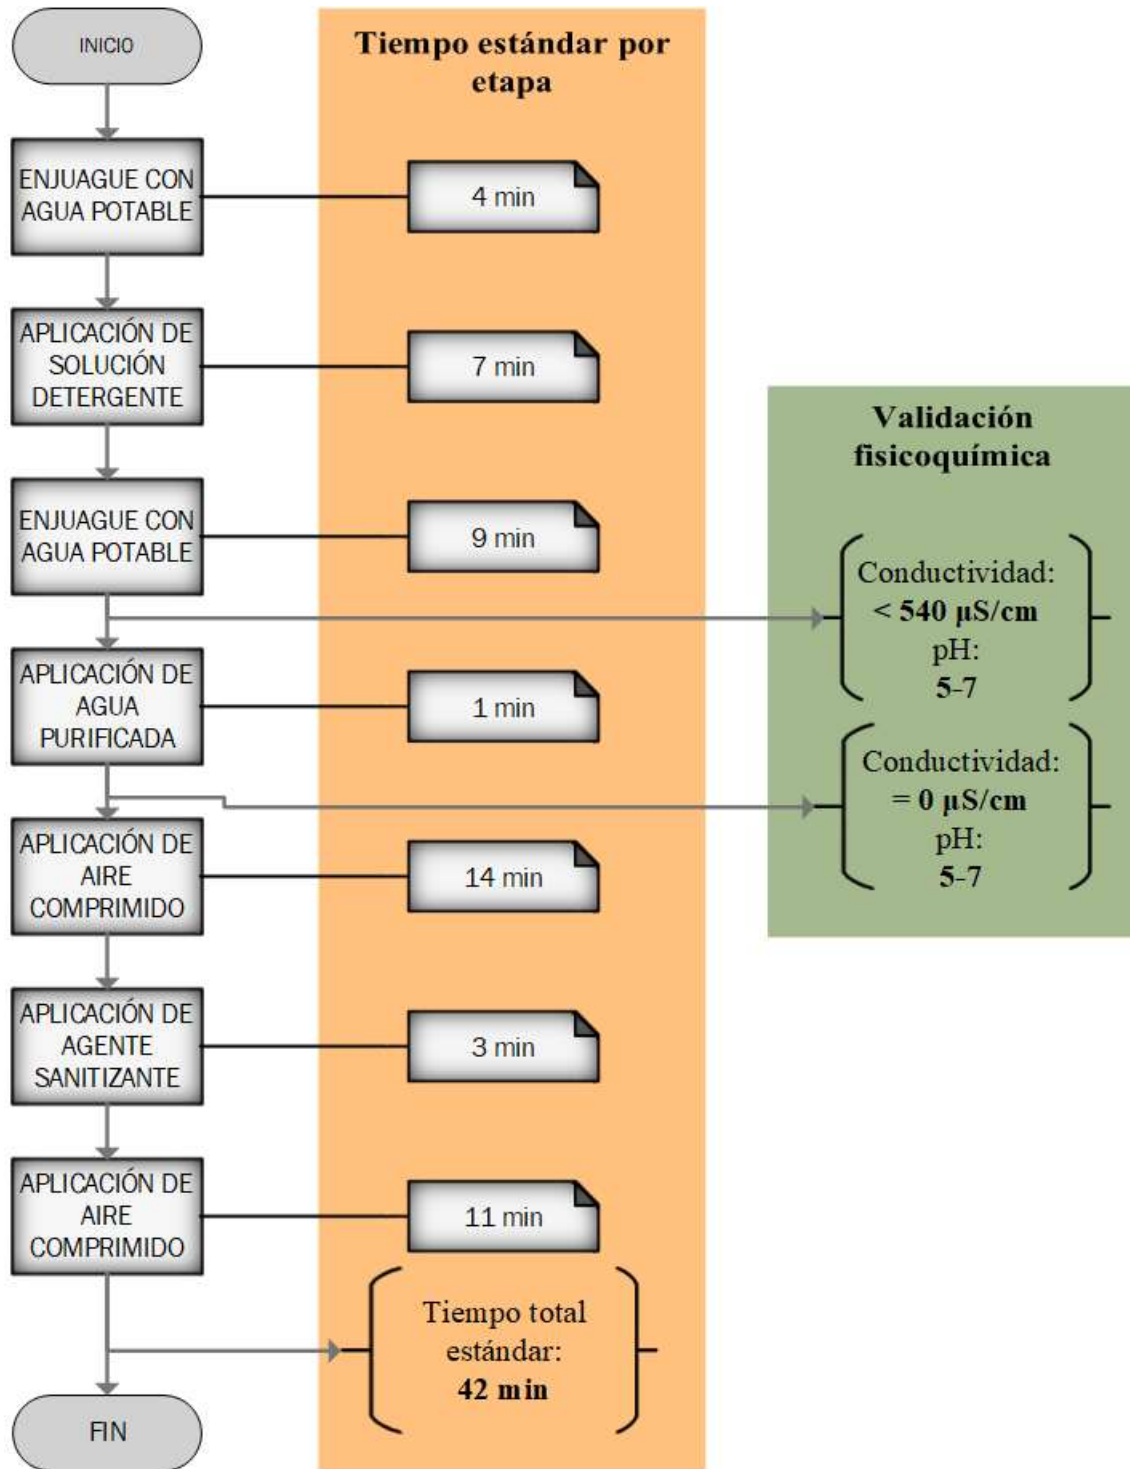 INICIO
Tiempo estándar por
etapa
ENJUAGUE CON
AGUA POTABLE
4 min
APLICACIÓN DE
SOLUCIÓN
DETERGENTE
7 min
Validación
fisicoquímica
ENJUAGUE CON
AGUA POTABLE
9 min
Conductividad:
< 540 µS/cm
pH:
5-7
APLICACIÓN DE
AGUA
PURIFICADA
1 min
Conductividad:
= 0 µS/cm
pH:
5-7
APLICACIÓN DE
AIRE
COMPRIMIDO
14 min
APLICACIÓN DE
AGENTE
SANITIZANTE
3 min
APLICACIÓN DE
AIRE
COMPRIMIDO
11 min
Tiempo total
estándar:
42 min
FIN